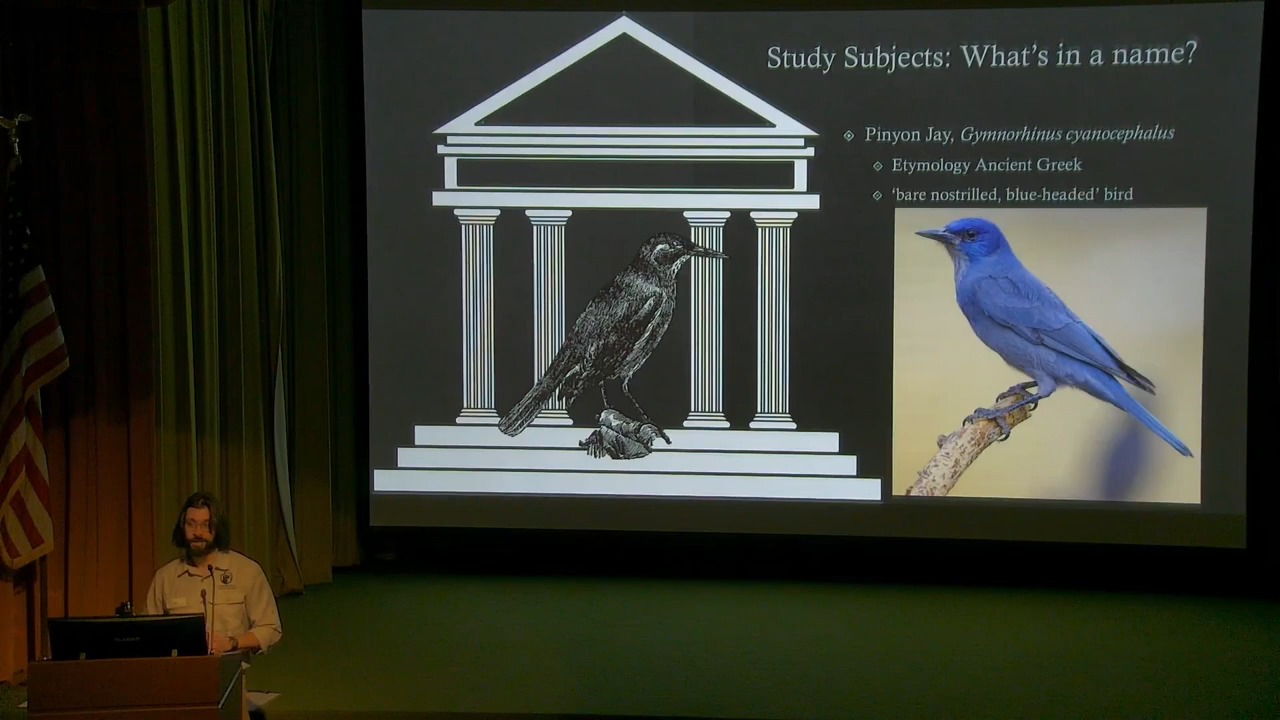 Study Subjects: What's in a name?
Pinyon Jay, Gymnorhinus cyanocephalus
Etymology Ancient Greek
'bare nostrilled, blue-headed' bird